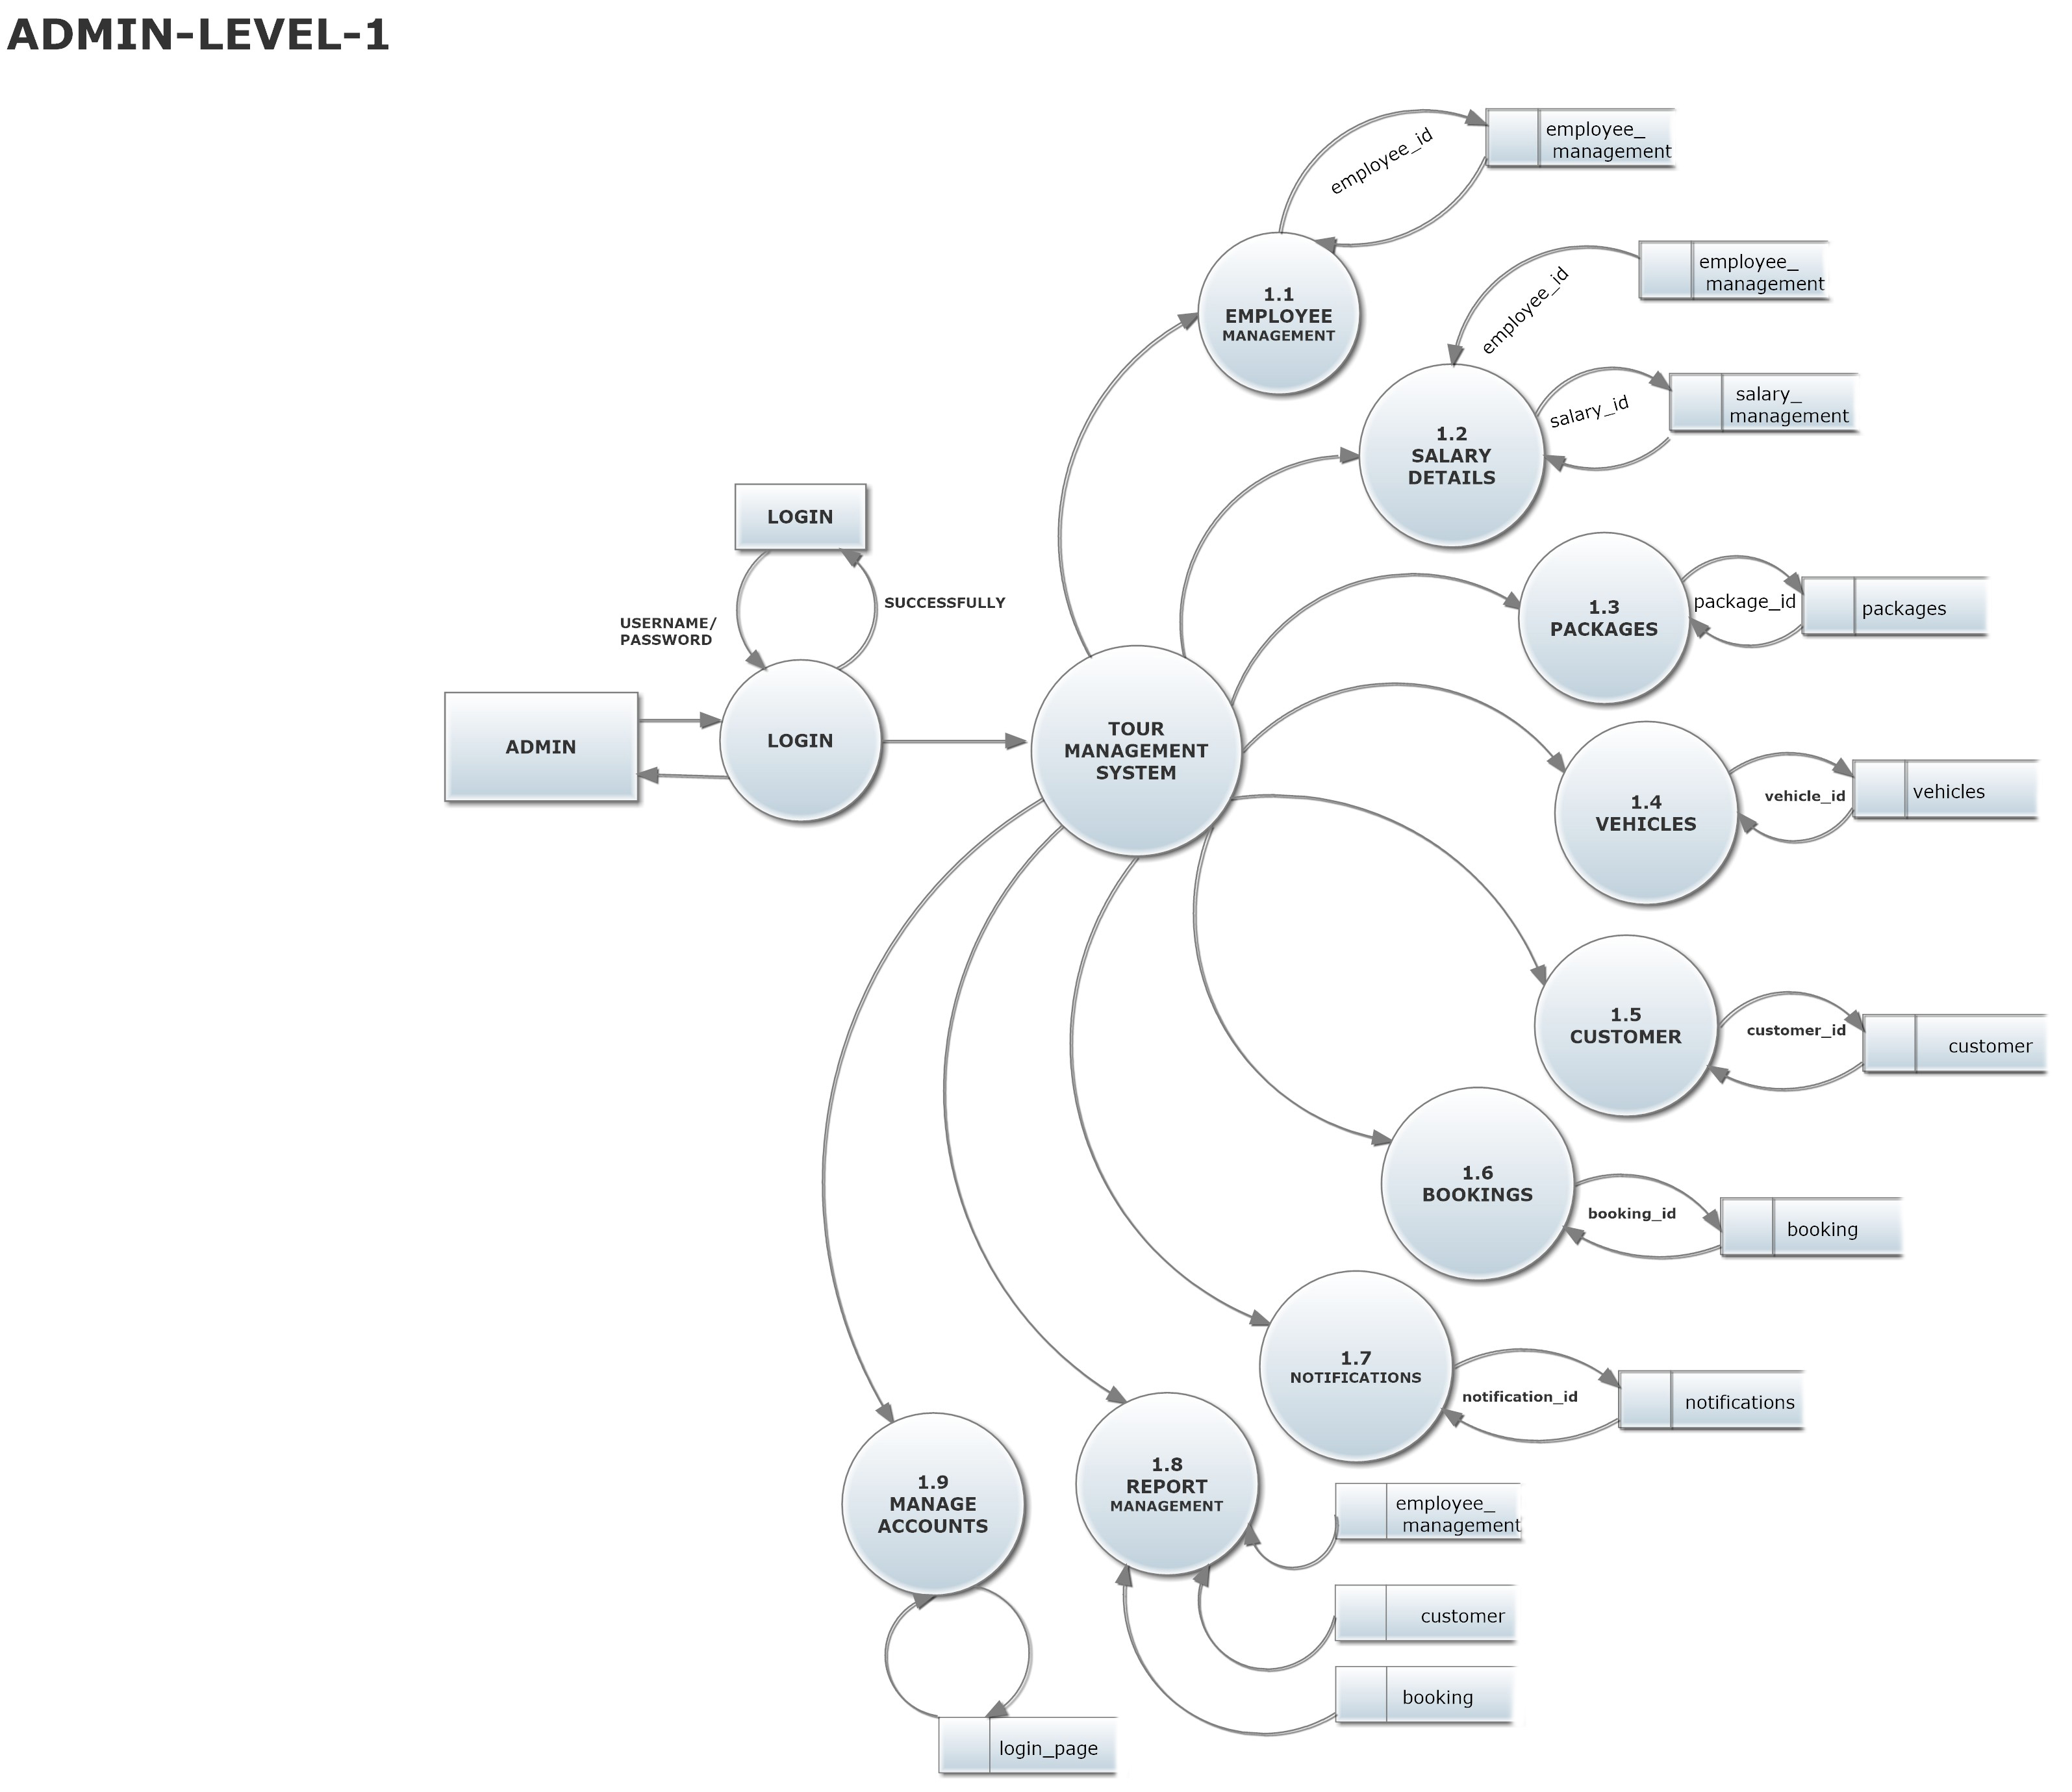 ADMIN-LEVEL-1
employee_
management
employee_id
employee_
management
employee_id
1.1
EMPLOYEE
MANAGEMENT
salary_
management
salary_id
1.2
SALARY
DETAILS
LOGIN
USERNAME/
PASSWORD
SUCCESSFULLY
1.3
PACKAGES
package_id
packages
ADMIN
LOGIN
TOUR
MANAGEMENT
SYSTEM
1.4
VEHICLES
vehicle_id
vehicles
1.5
CUSTOMER
customer_id
customer
1.6
BOOKINGS
booking_id
booking
1.7
NOTIFICATIONS
notification_id
notifications
1.8
REPORT
MANAGEMENT
employee_
management
customer
booking
1.9
MANAGE
ACCOUNTS
login_page